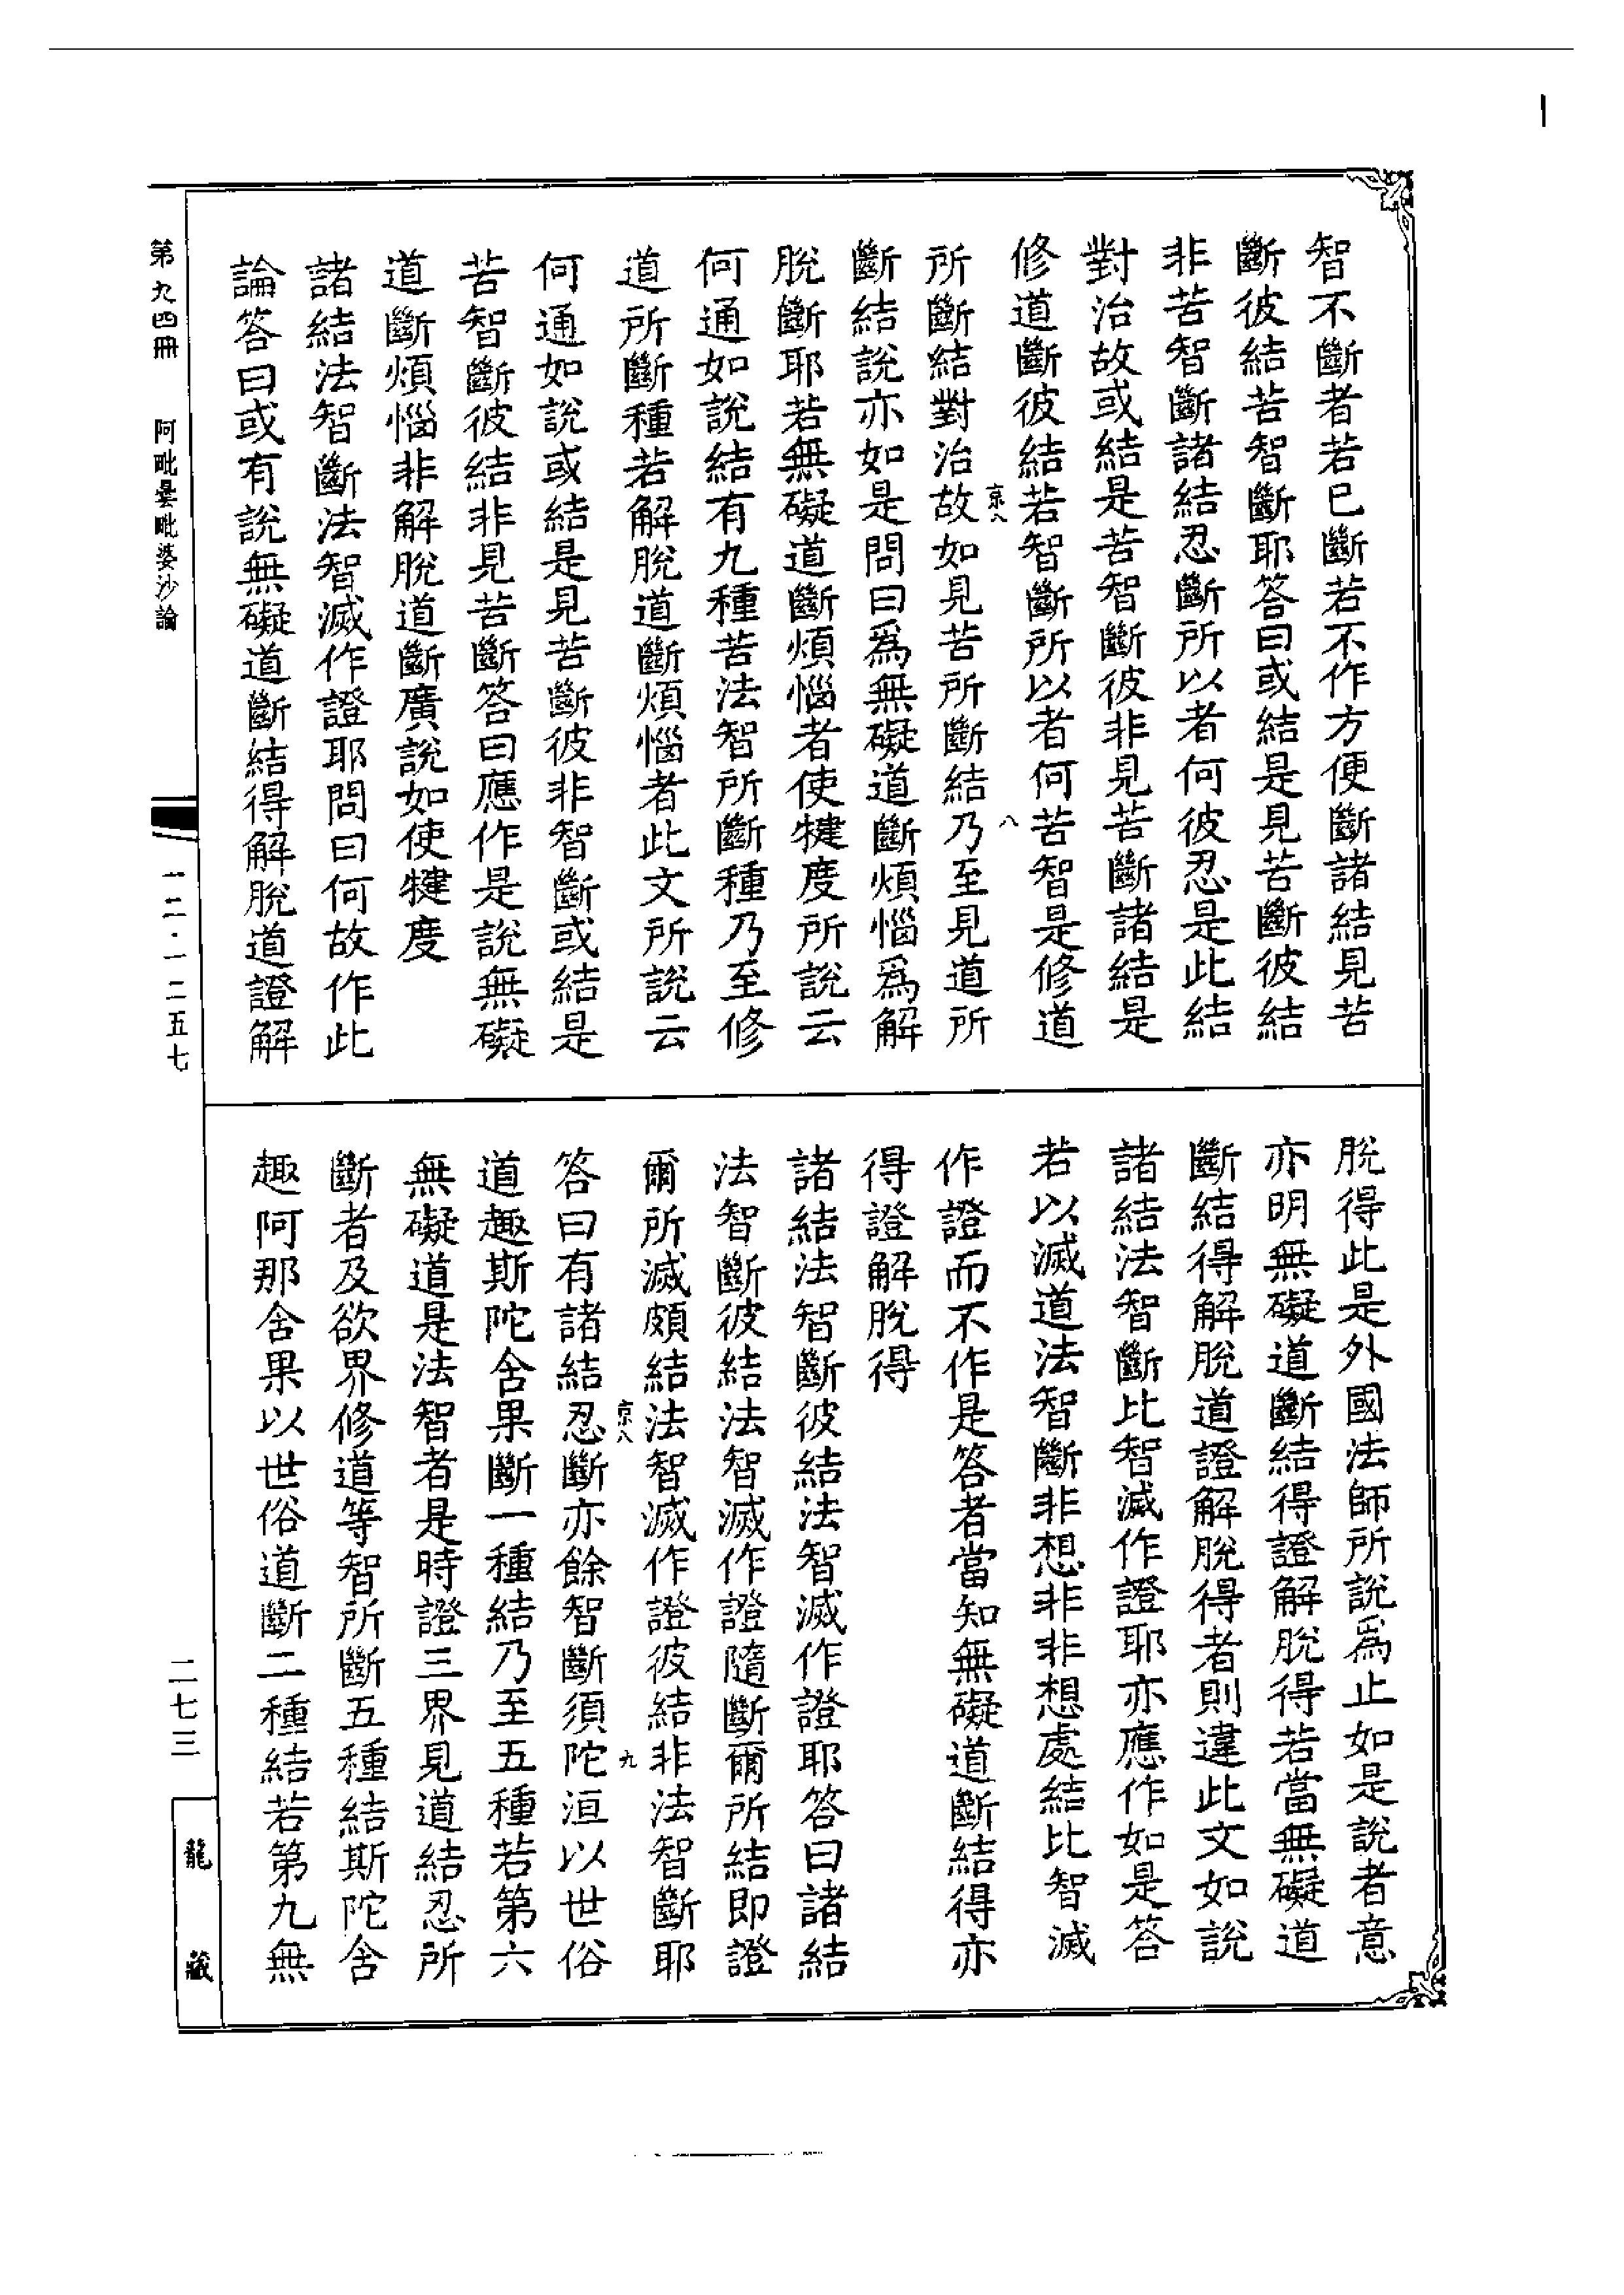 智不斷者若已斷若不作方便斷諸結見苦
斷彼結苦智斷耶答曰或結是見苦斷彼結
非苦智斷諸結忍斷所以者何彼忍是此結
對治故或結是苦智斷彼非見苦斷諸結是
修道斷彼結苦智斷所以者何苦智是修道
京八
八
所斷結對治故如見苦所斷結乃至見道所
斷結說亦如是問曰爲無礙道斷煩惱爲解
脫斷耶若無礙道斷煩惱者使犍度所說云
何通如說結有九種苦法智所斷種乃至修
道所斷種若解脫道斷煩惱者此文所說云
何通如說或結是見苦斷彼非智斷或結是
苦智斷彼結非見苦斷答曰應作是說無礙
道斷煩惱非解脫道斷廣說如使犍度
諸結法智斷法智滅作證耶問曰何故作此
論答曰或有說無礙道斷結得解脫道證解
脫得此是外國法師所說爲止如是說者意
亦明無礙道斷結得證解脫得若當無礙道
斷結得解脫道證解脫得者則違此文如說
諸結法智斷比智滅作證耶亦應作如是答
若以滅道法智斷非想非非想處結比智滅
作證而不作是答者當知無礙道斷結得亦
得證解脫得
諸結法智斷彼結法智滅作證耶答曰諸結
法智斷彼結法智滅作證隨斷爾所結即證
爾所滅頗結法智滅作證彼結非法智斷耶
京八
九
答曰有諸結忍斷亦餘智斷須陀洹以世俗
道趣斯陀含果斷一種結乃至五種若第六
無礙道是法智者是時證三界見道結忍所
斷者及欲界修道等智所斷五種結斯陀含
趣阿那含果以世俗道斷二種結若第九無
第九四冊
阿毗曇毗婆沙論
一二·一二五七
二七三
龍藏